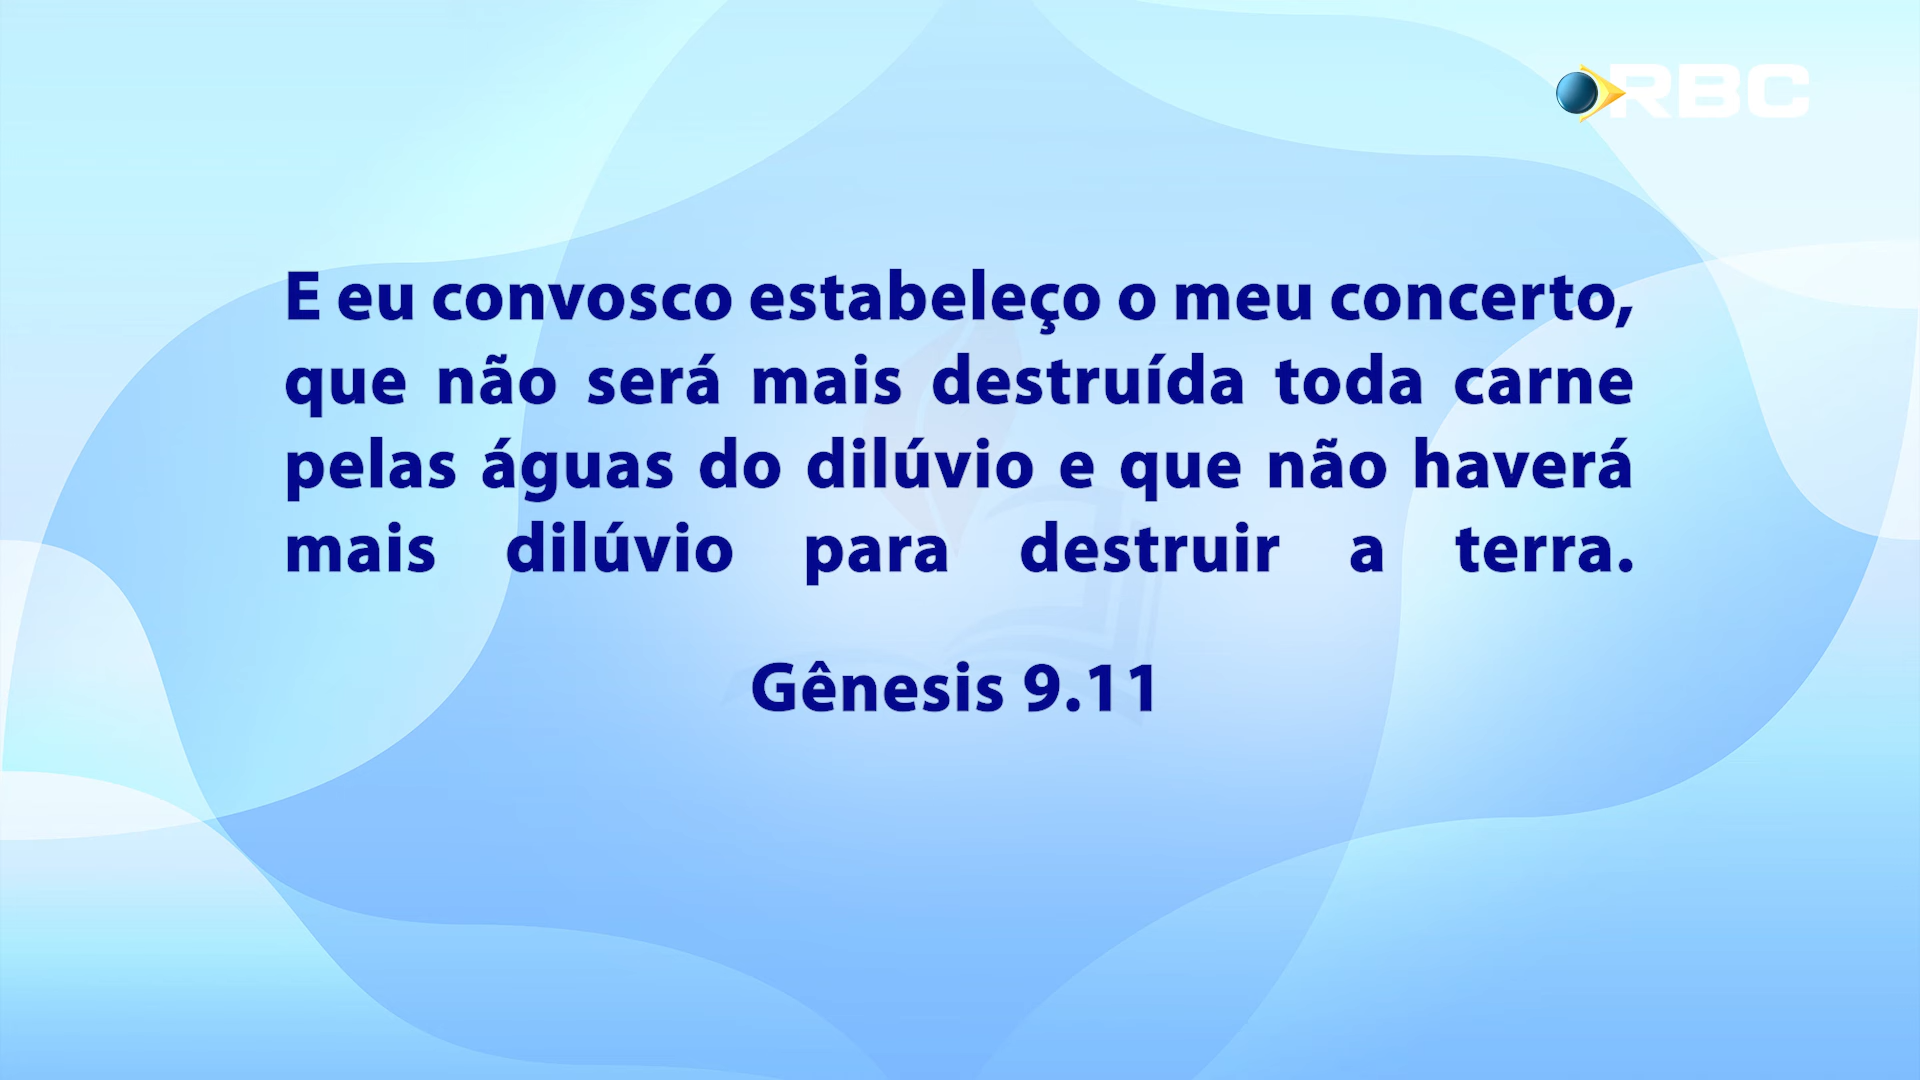 RBC
E eu convosco estabeleço o meu concerto,
que não será mais destruída toda carne
pelas águas do dilúvio e que não haverá
mais dilúvio para destruir a terra.
Gênesis 9.11